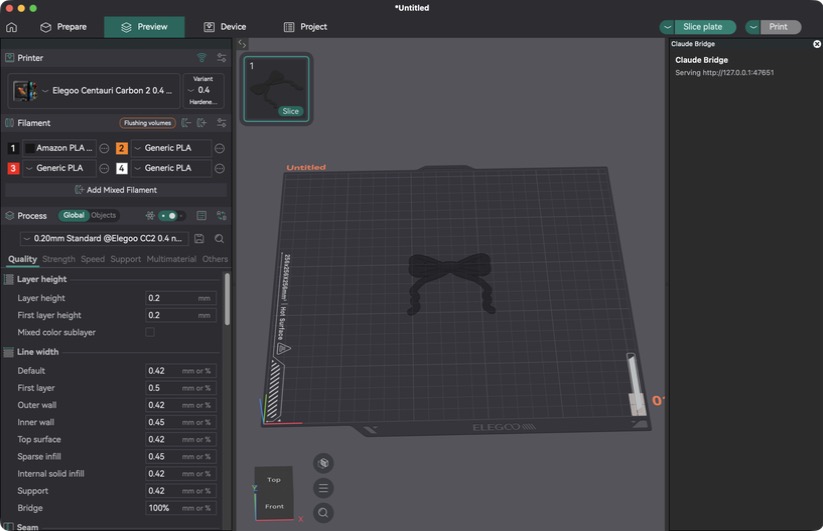 *Untitled
Prepare
Preview
Device
Project
Slice plate
Print
Printer
Elegoo Centauri Carbon 2 0.4 ...
Variant
0.4
Hardene...
Filament
Flushing volumes
1 Amazon PLA ...
2 Generic PLA
3 Generic PLA
4 Generic PLA
Add Mixed Filament
Process
Global Objects
0.20mm Standard @Elegoo CC2 0.4 n...
Quality Strength Speed Support Multimaterial Others
Layer height
Layer height 0.2 mm
First layer height 0.2 mm
Mixed color sublayer
Line width
Default 0.42 mm or %
First layer 0.5 mm or %
Outer wall 0.42 mm or %
Inner wall 0.45 mm or %
Top surface 0.42 mm or %
Sparse infill 0.45 mm or %
Internal solid infill 0.42 mm or %
Support 0.42 mm or %
Bridge 100% mm or %
Seam
1
Slice
Untitled
256x256X256mm³ | Hot Surface
ELEGOO
01
Top
Front
Y
X
Claude Bridge
Claude Bridge
Serving http://127.0.0.1:47651